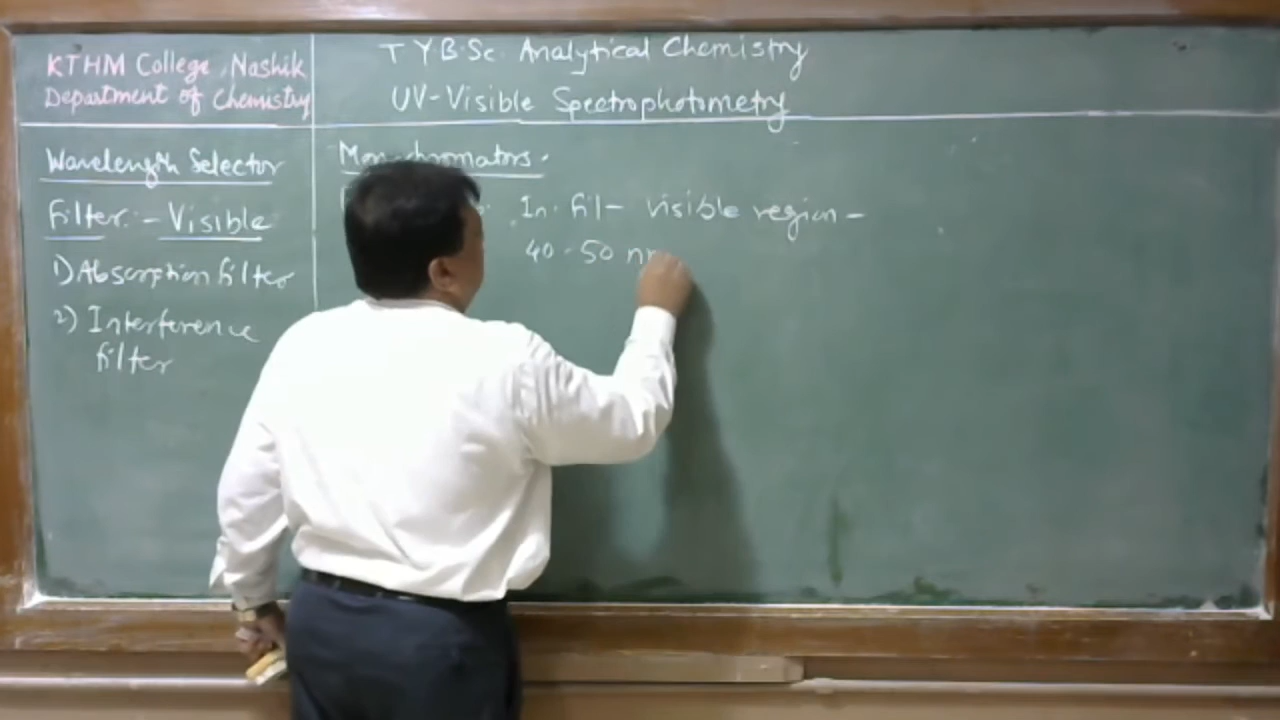 KTHM College, Nashik
Department of Chemistry
T Y B.Sc. Analytical Chemistry
UV-Visible Spectrophotometry
Wavelength Selector
Filter: - Visible
1) Absorption filter
2) Interference
filter
Monochromators.
In. fil- visible region -
40-50 n